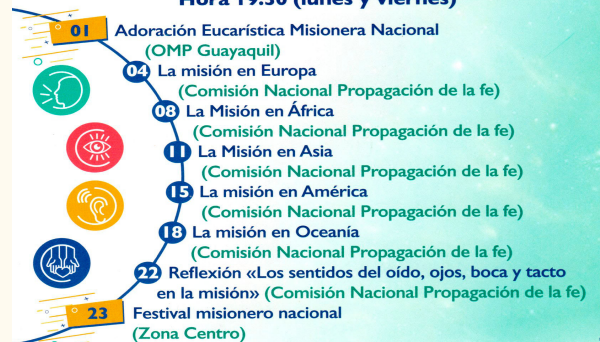 Hora 19:30 (lunes y viernes)
01 Adoración Eucarística Misionera Nacional
(OMP Guayaquil)
04 La misión en Europa
(Comisión Nacional Propagación de la fe)
08 La Misión en África
(Comisión Nacional Propagación de la fe)
11 La Misión en Asia
(Comisión Nacional Propagación de la fe)
15 La misión en América
(Comisión Nacional Propagación de la fe)
18 La misión en Oceanía
(Comisión Nacional Propagación de la fe)
22 Reflexión «Los sentidos del oído, ojos, boca y tacto
en la misión» (Comisión Nacional Propagación de la fe)
23 Festival misionero nacional
(Zona Centro)